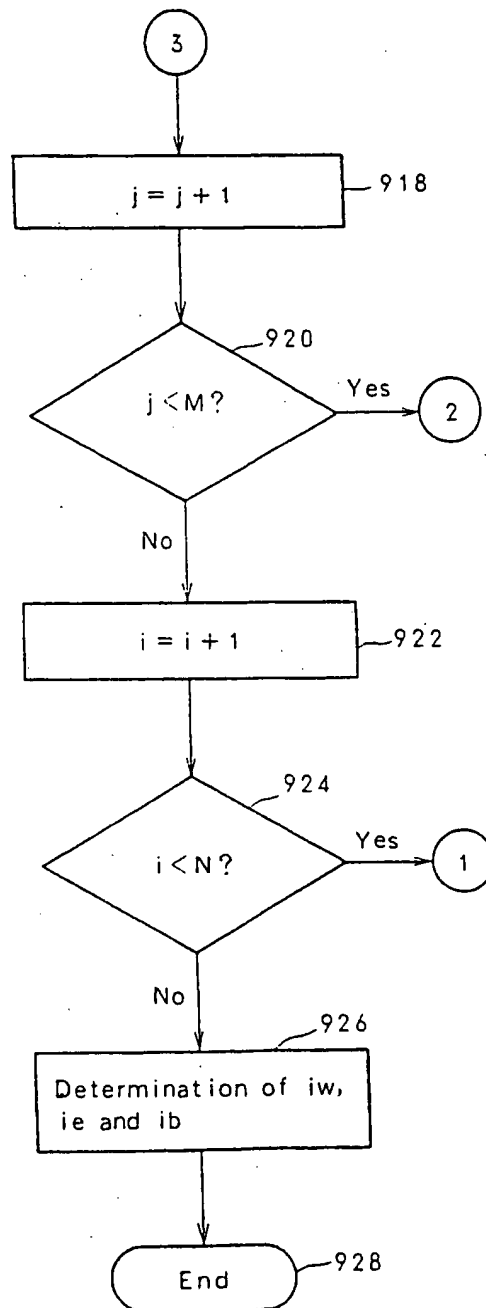 3
j = j + 1
918
920
j < M?
Yes
2
No
i = i + 1
922
924
i < N?
Yes
1
No
926
Determination of iw,
ie and ib
End
928